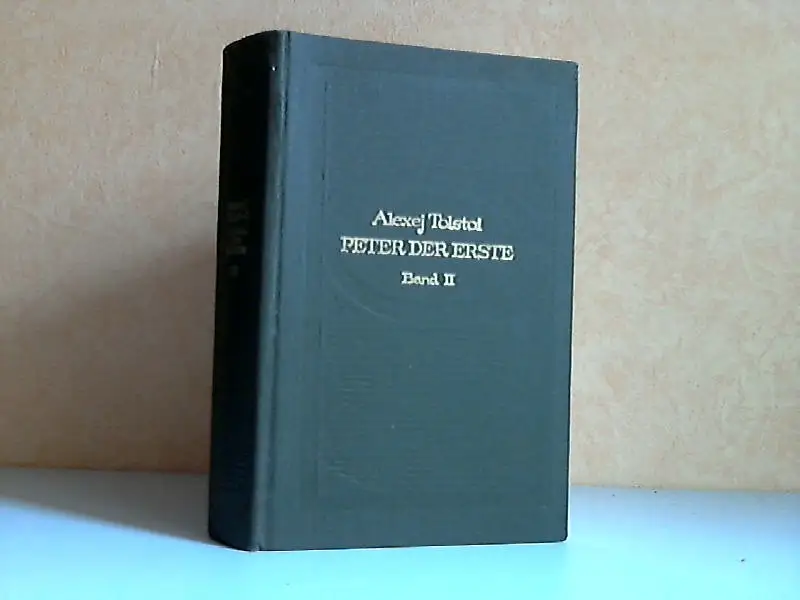 Alexej Tolstoi
PETER DER ERSTE
Band II